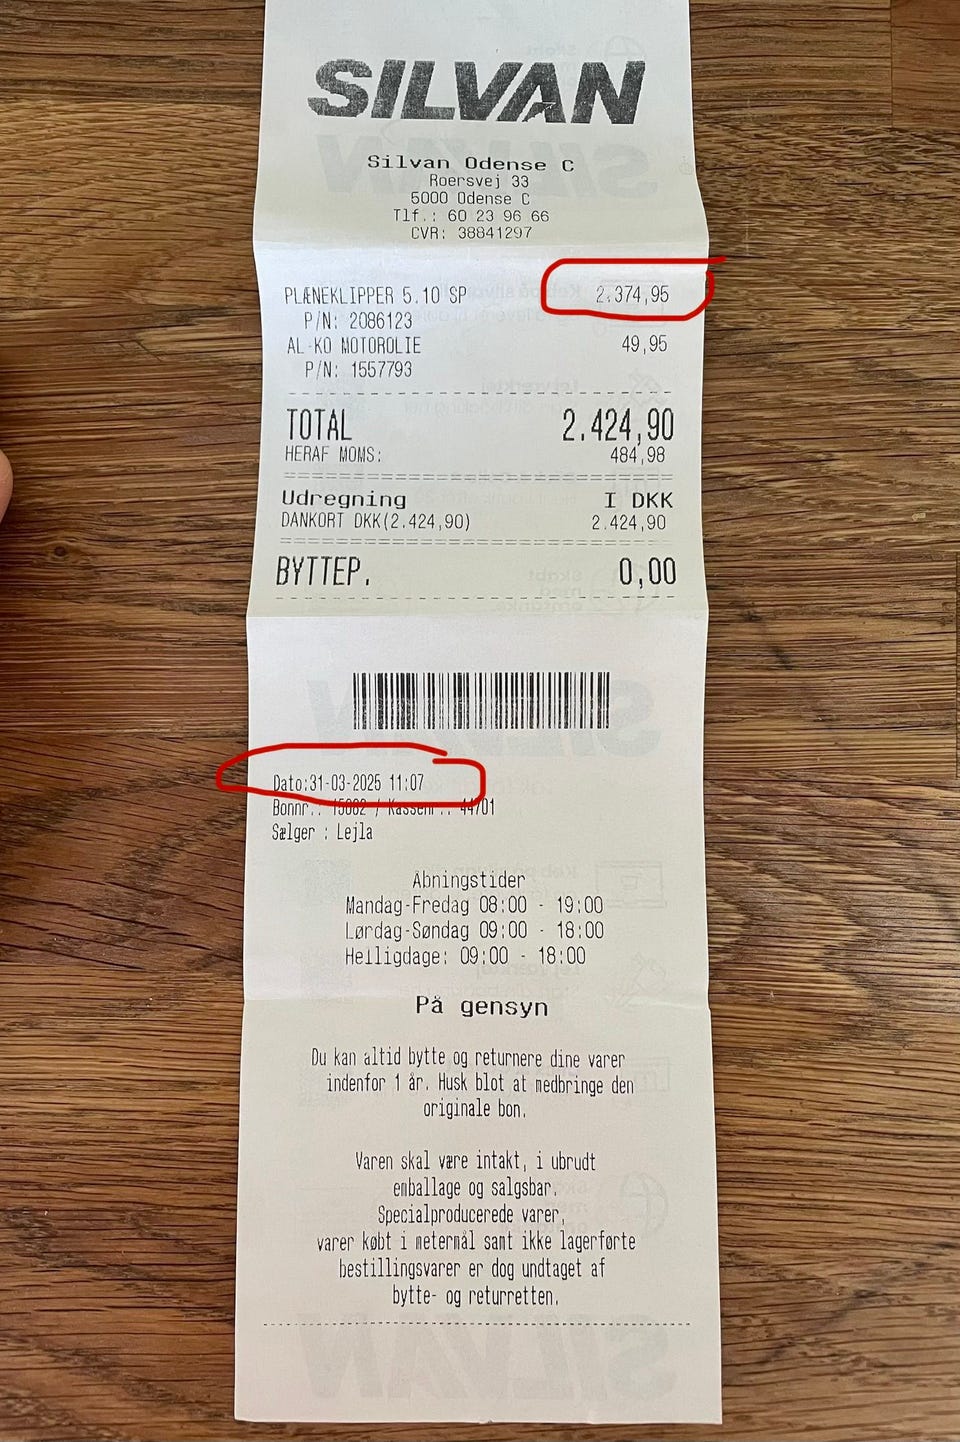 SILVAN
Silvan Odense C
Roersvej 33
5000 Odense C
Tlf.: 60 23 96 66
CVR: 38841297
PLÆNEKLIPPER 5.10 SP 2.374,95
P/N: 2086123
AL-KO MOTOROLIE 49,95
P/N: 1557793
TOTAL 2.424,90
HERAF MOMS: 484,98
Udregning I DKK
DANKORT DKK(2.424,90) 2.424,90
BYTTEP. 0,00
Dato:31-03-2025 11:07
Bonnr.: 15082 / Kassenr.: 44701
Sælger : Lejla
Åbningstider
Mandag-Fredag 08:00 - 19:00
Lørdag-Søndag 09:00 - 18:00
Helligdage: 09:00 - 18:00
På gensyn
Du kan altid bytte og returnere dine varer
indenfor 1 år. Husk blot at medbringe den
originale bon.
Varen skal være intakt, i ubrudt
emballage og salgsbar.
Specialproducerede varer,
varer købt i metermål samt ikke lagerførte
bestillingsvarer er dog undtaget af
bytte- og returretten.